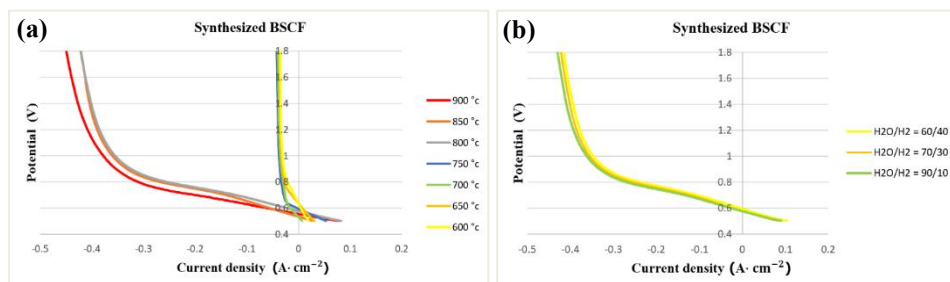 (a)
Synthesized BSCF
1.8
1.6
1.4
1.2
1
0.8
0.6
0.4
Potential (V)
-0.5 -0.4 -0.3 -0.2 -0.1 0 0.1 0.2
Current density (A· cm⁻²)
900 °c
850 °c
800 °c
750 °c
700 °c
650 °c
600 °c
(b)
Synthesized BSCF
1.8
1.6
1.4
1.2
1
0.8
0.6
0.4
Potential (V)
-0.5 -0.4 -0.3 -0.2 -0.1 0 0.1 0.2
Current density (A· cm⁻²)
H2O/H2 = 60/40
H2O/H2 = 70/30
H2O/H2 = 90/10